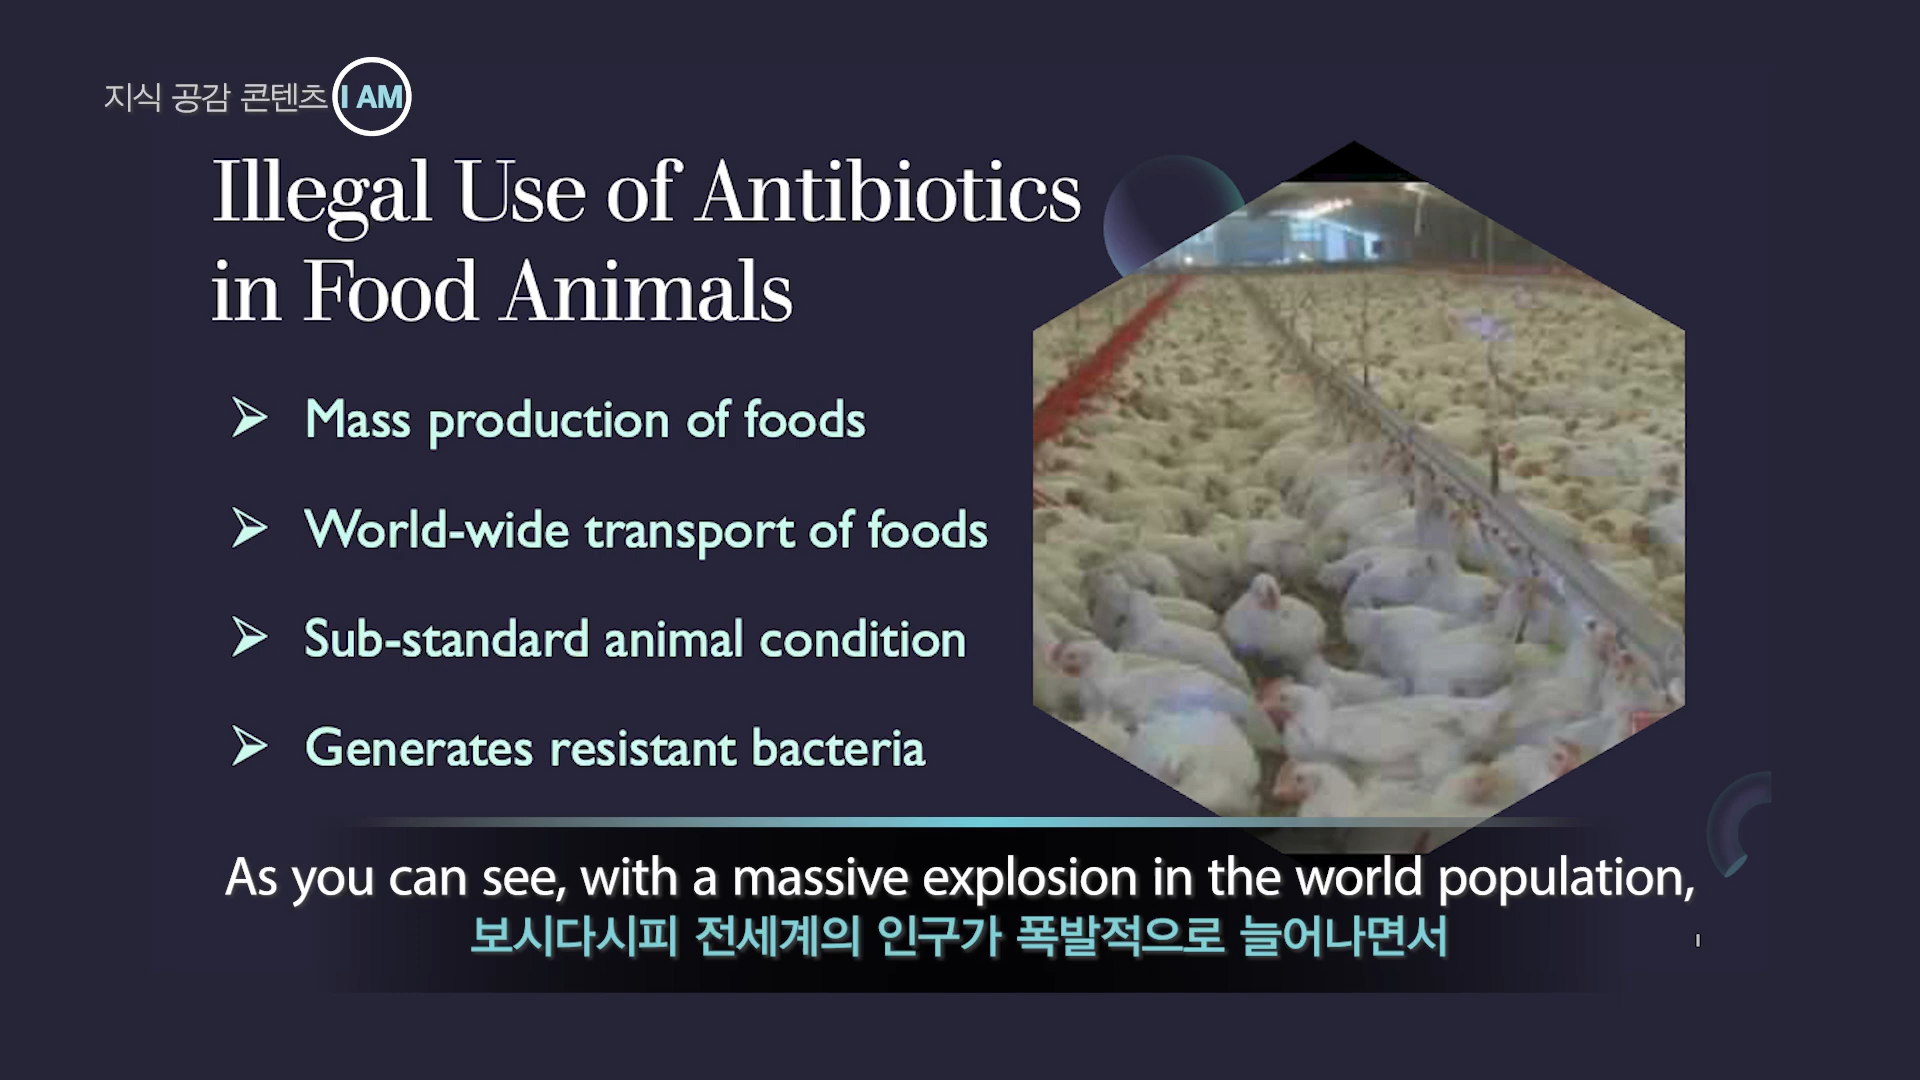 지식 공감 콘텐츠 I AM
Illegal Use of Antibiotics
in Food Animals
➢ Mass production of foods
➢ World-wide transport of foods
➢ Sub-standard animal condition
➢ Generates resistant bacteria
As you can see, with a massive explosion in the world population,
보시다시피 전세계의 인구가 폭발적으로 늘어나면서